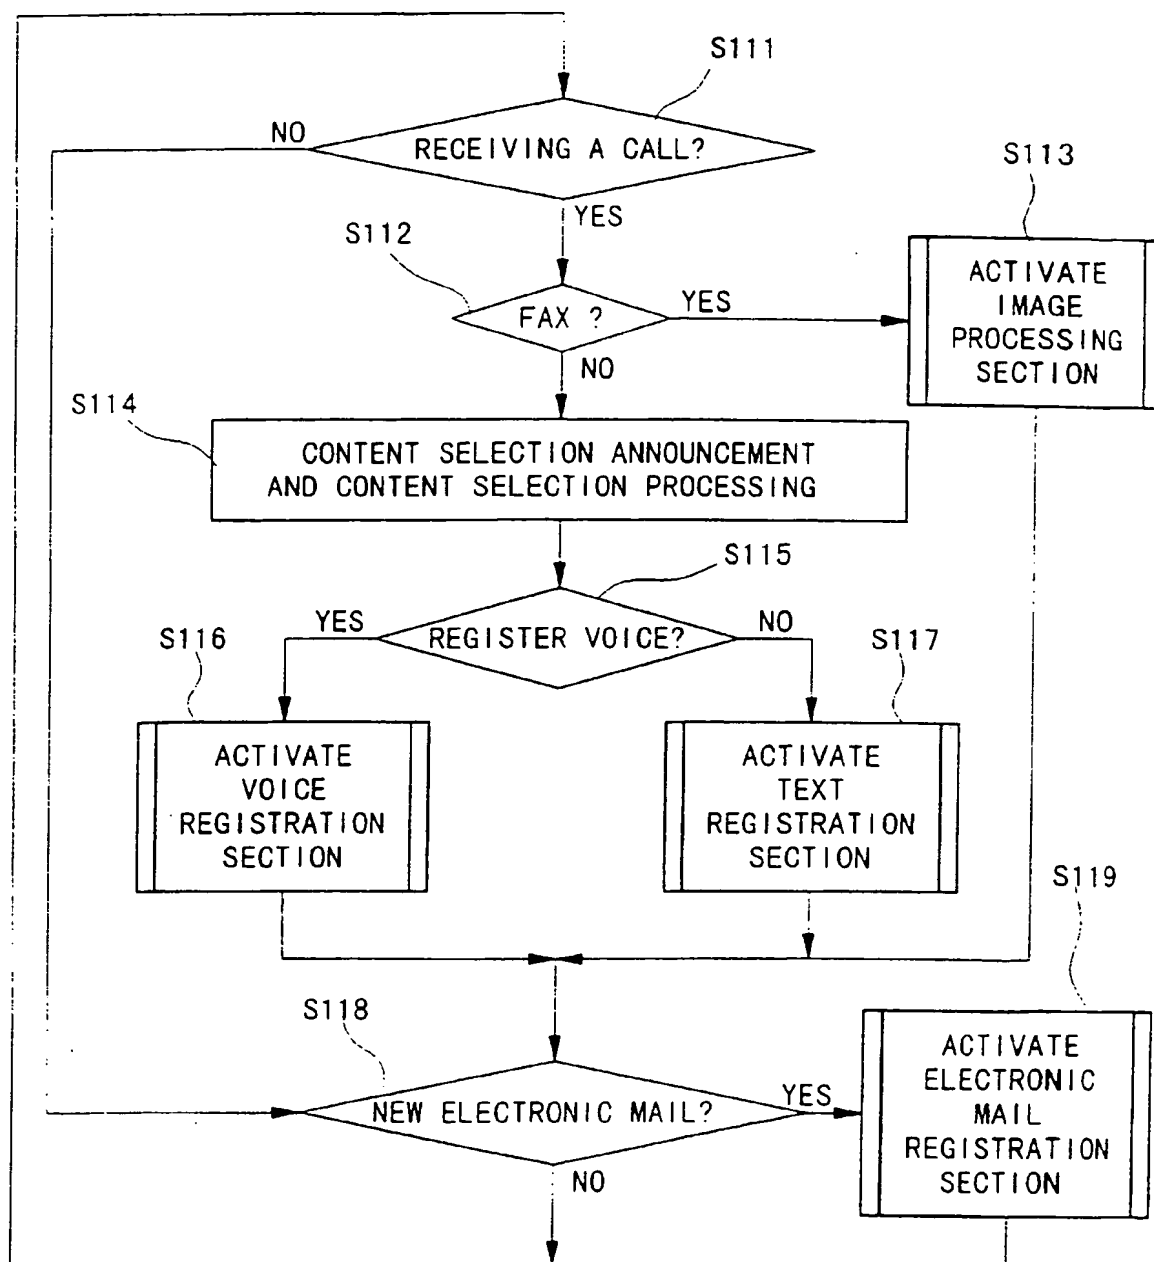 S111
NO
RECEIVING A CALL?
S113
YES
S112
ACTIVATE
IMAGE
PROCESSING
SECTION
FAX ?
YES
NO
S114
CONTENT SELECTION ANNOUNCEMENT
AND CONTENT SELECTION PROCESSING
S115
YES
REGISTER VOICE?
NO
S116
S117
ACTIVATE
VOICE
REGISTRATION
SECTION
ACTIVATE
TEXT
REGISTRATION
SECTION
S119
S118
NEW ELECTRONIC MAIL?
YES
ACTIVATE
ELECTRONIC
MAIL
REGISTRATION
SECTION
NO